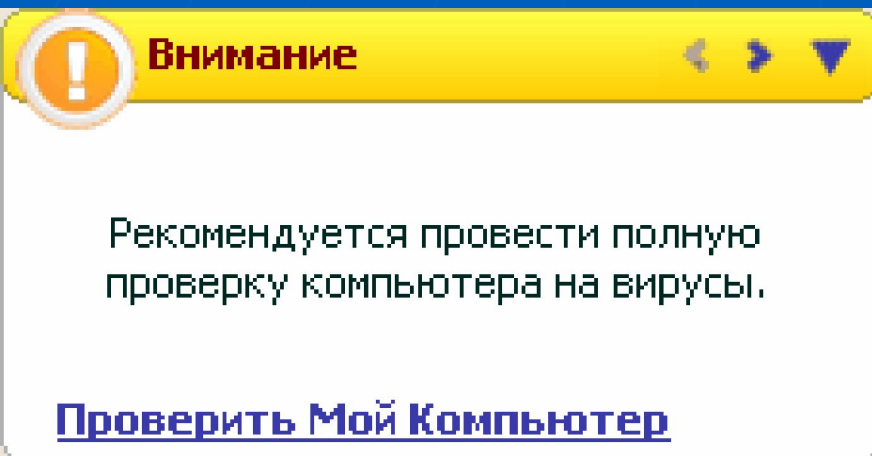 Внимание
Рекомендуется провести полную
проверку компьютера на вирусы.
Проверить Мой Компьютер